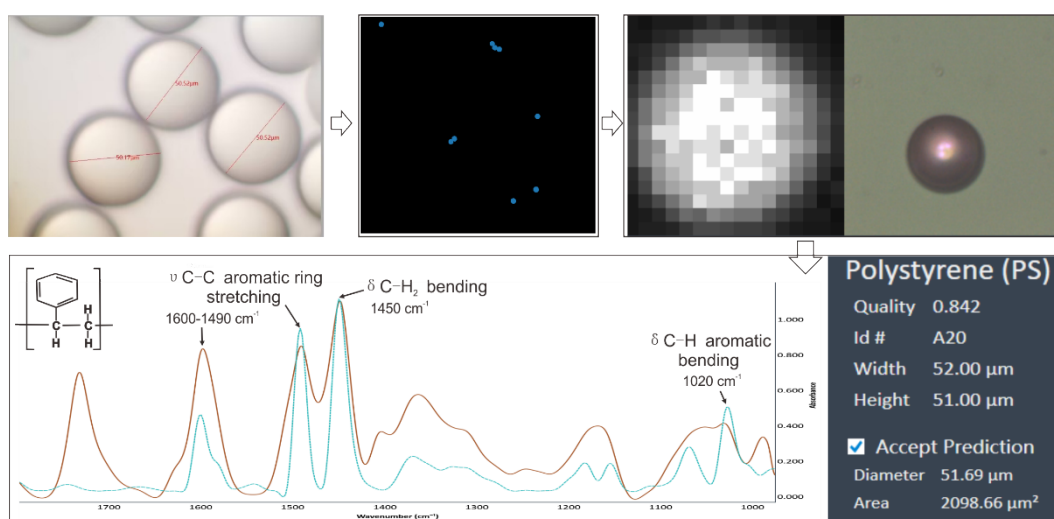 50.52μm
50.52μm
50.17μm
υ C-C aromatic ring
stretching
1600-1490 cm⁻¹
δ C-H₂ bending
1450 cm⁻¹
δ C-H aromatic
bending
1020 cm⁻¹
H H
C C
H H
1.000
0.800
0.600
0.400
0.200
0.000
Absorbance
1700
1600
1500
1400
1300
1200
1100
1000
Wavenumber (cm⁻¹)
Polystyrene (PS)
Quality 0.842
Id # A20
Width 52.00 μm
Height 51.00 μm
Accept Prediction
Diameter 51.69 μm
Area 2098.66 μm²